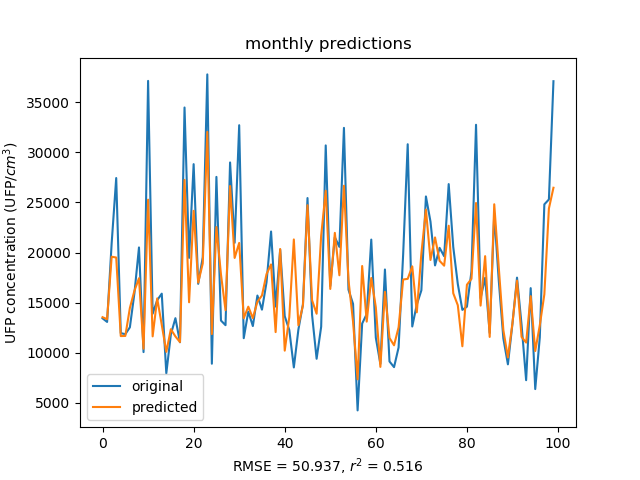 monthly predictions
UFP concentration (UFP/cm³)
35000
30000
25000
20000
15000
10000
5000
original
predicted
0 20 40 60 80 100
RMSE = 50.937, r² = 0.516